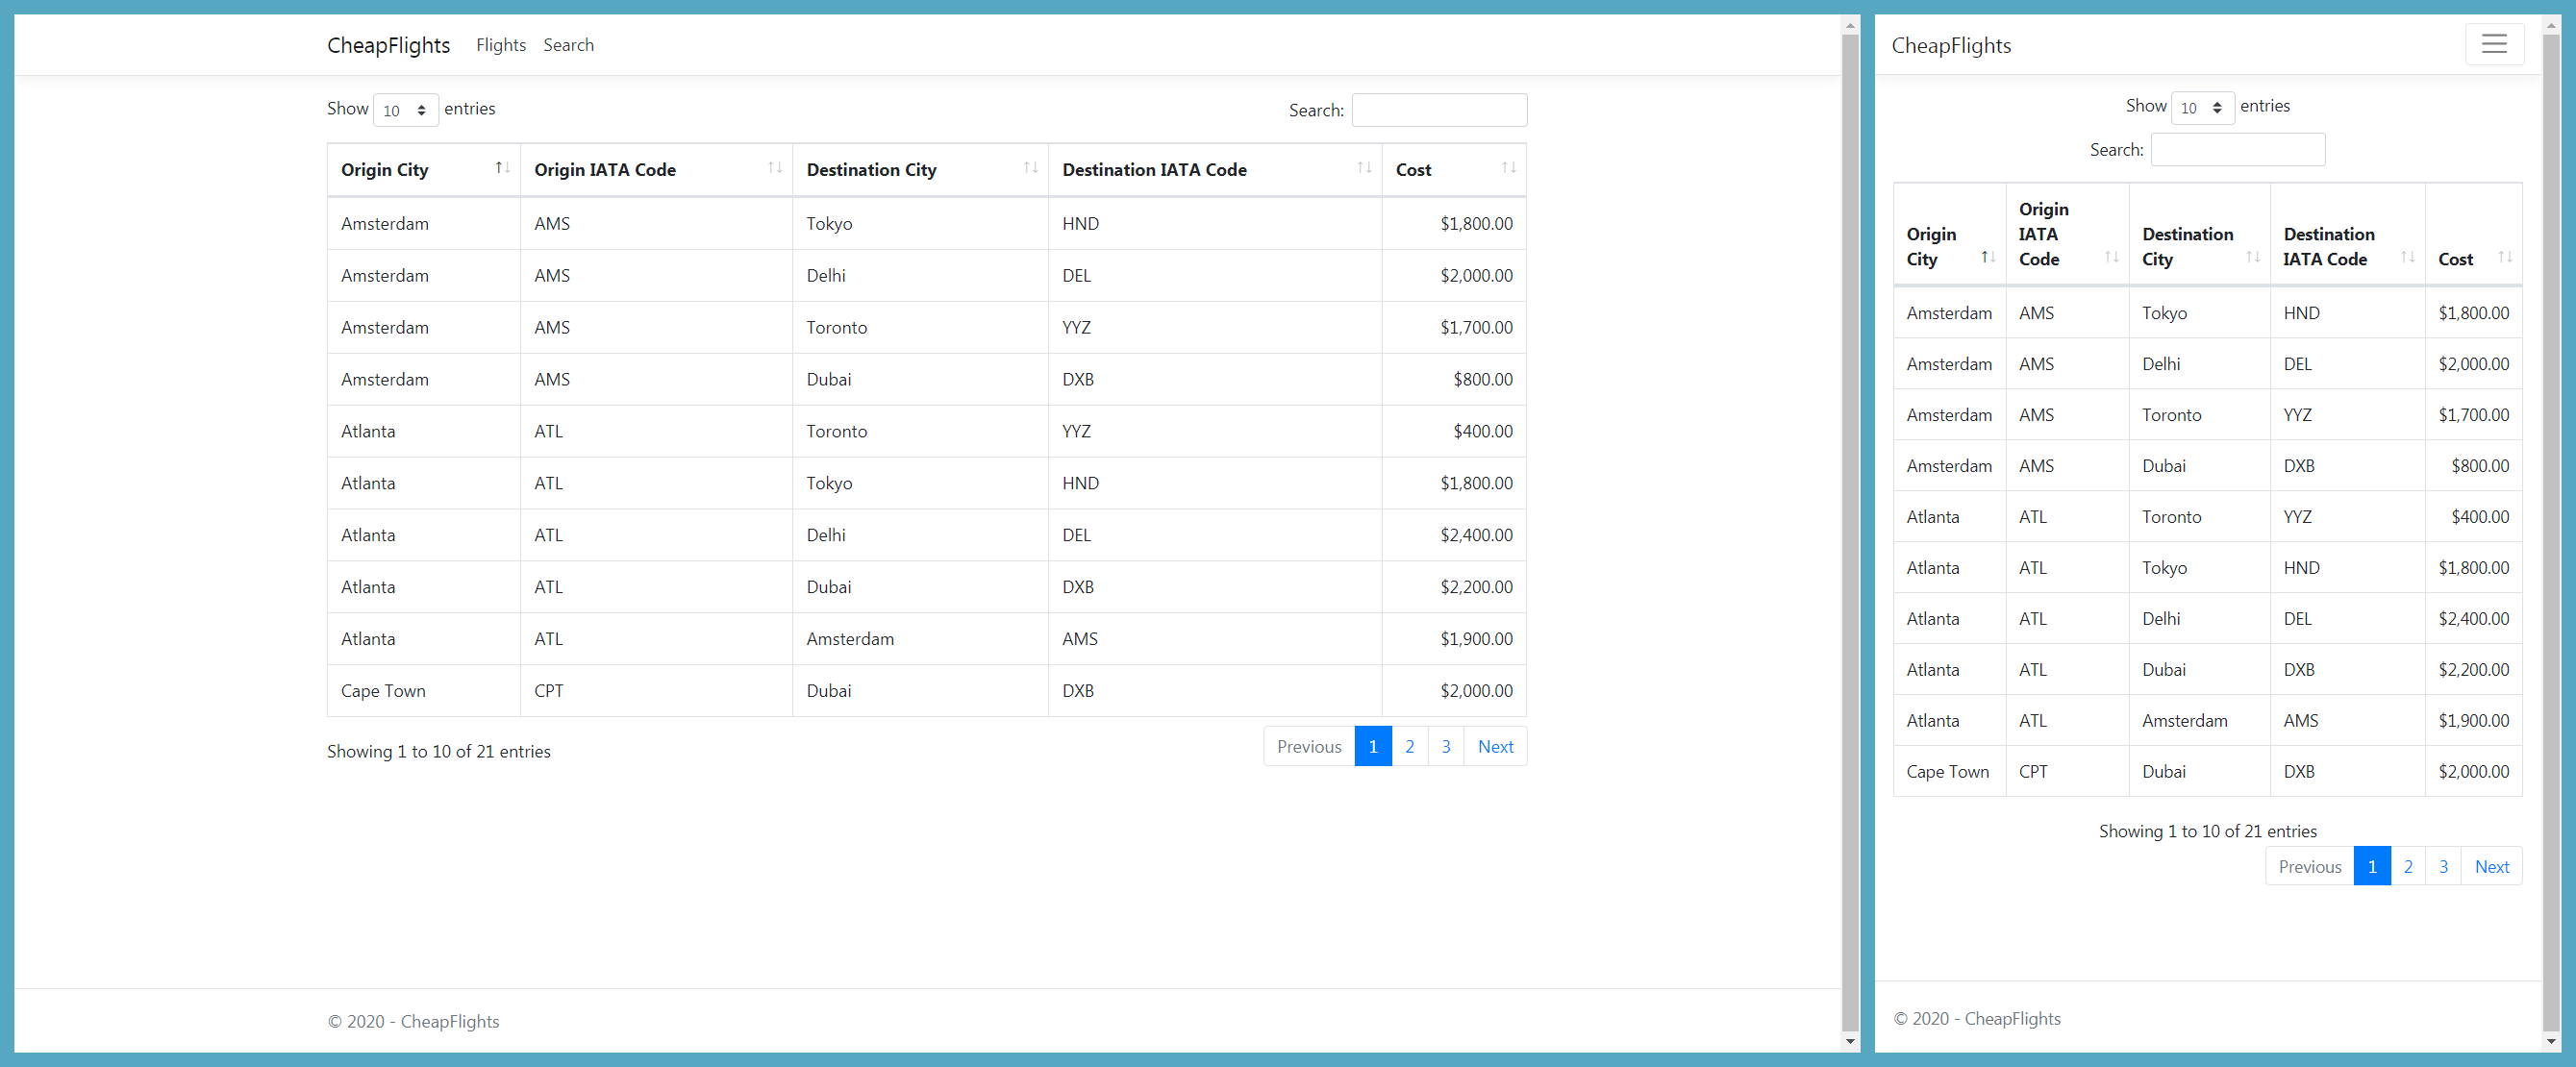 CheapFlights Flights Search
Show 10 entries Search:
Origin City Origin IATA Code Destination City Destination IATA Code Cost
Amsterdam AMS Tokyo HND $1,800.00
Amsterdam AMS Delhi DEL $2,000.00
Amsterdam AMS Toronto YYZ $1,700.00
Amsterdam AMS Dubai DXB $800.00
Atlanta ATL Toronto YYZ $400.00
Atlanta ATL Tokyo HND $1,800.00
Atlanta ATL Delhi DEL $2,400.00
Atlanta ATL Dubai DXB $2,200.00
Atlanta ATL Amsterdam AMS $1,900.00
Cape Town CPT Dubai DXB $2,000.00
Showing 1 to 10 of 21 entries Previous 1 2 3 Next
© 2020 - CheapFlights
CheapFlights
Show 10 entries
Search:
Origin City Origin IATA Code Destination City Destination IATA Code Cost
Amsterdam AMS Tokyo HND $1,800.00
Amsterdam AMS Delhi DEL $2,000.00
Amsterdam AMS Toronto YYZ $1,700.00
Amsterdam AMS Dubai DXB $800.00
Atlanta ATL Toronto YYZ $400.00
Atlanta ATL Tokyo HND $1,800.00
Atlanta ATL Delhi DEL $2,400.00
Atlanta ATL Dubai DXB $2,200.00
Atlanta ATL Amsterdam AMS $1,900.00
Cape Town CPT Dubai DXB $2,000.00
Showing 1 to 10 of 21 entries
Previous 1 2 3 Next
© 2020 - CheapFlights